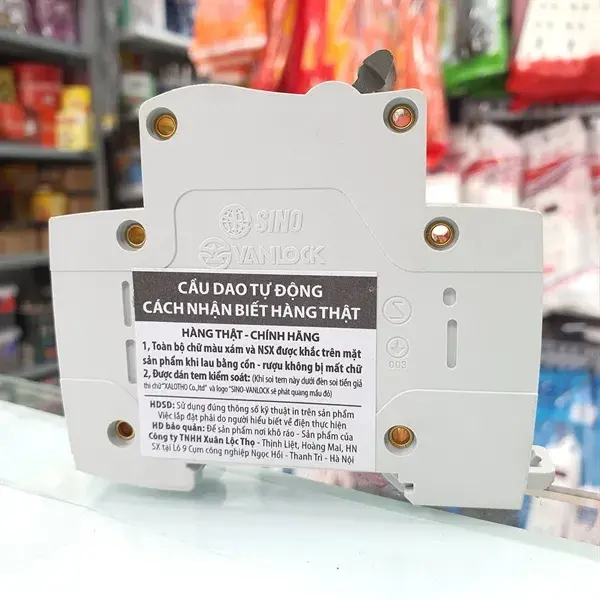 SINO
VANLOCK
CẦU DAO TỰ ĐỘNG
CÁCH NHẬN BIẾT HÀNG THẬT
HÀNG THẬT - CHÍNH HÃNG
1, Toàn bộ chữ màu xám và NSX được khắc trên mặt
sản phẩm khi lau bằng cồn - rượu không bị mất chữ
2, Được dán tem kiểm soát: (Khi soi tem này dưới đèn soi tiền giả
thì chữ "XALOTHO Co.,ltd" và logo "SINO-VANLOCK sẽ phát quang mầu đỏ)
HDSD: Sử dụng đúng thông số kỹ thuật in trên sản phẩm
Việc lắp đặt phải do người hiểu biết về điện thực hiện
HD bảo quản: Để sản phẩm nơi khô ráo - Sản phẩm của
Công ty TNHH Xuân Lộc Thọ - Thịnh Liệt, Hoàng Mai, HN
SX tại Lô 9 Cụm công nghiệp Ngọc Hồi - Thanh Trì - Hà Nội
003